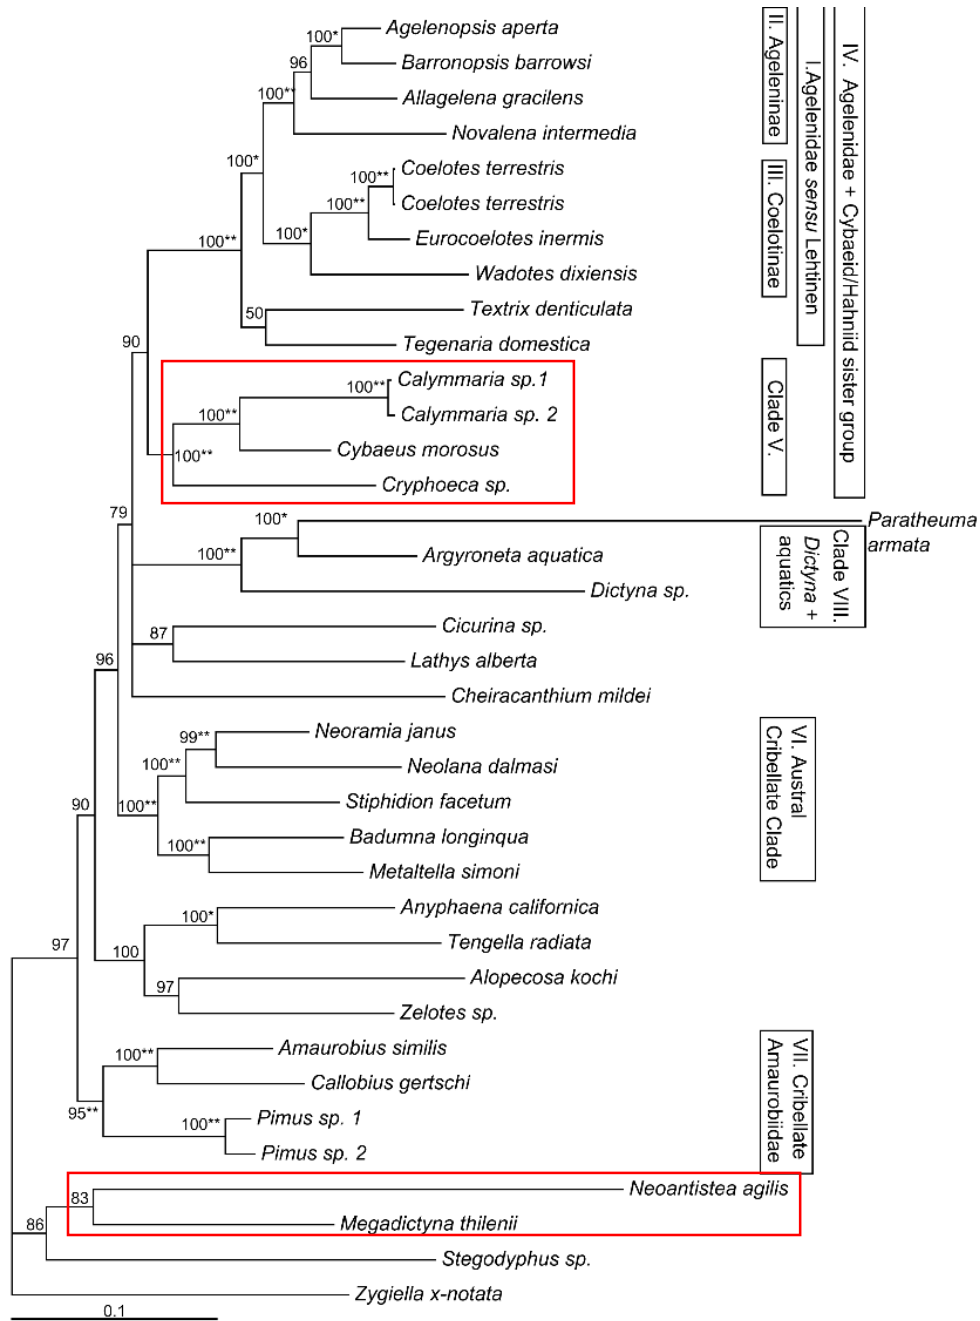 Agelenopsis aperta
100*
Barronopsis barrowsi
96
Allagelena gracilens
100**
Novalena intermedia
100*
Coelotes terrestris
100**
Coelotes terrestris
100**
Eurocoelotes inermis
100*
Wadotes dixiensis
100**
Textrix denticulata
50
Tegenaria domestica
90
Calymmaria sp.1
100**
Calymmaria sp. 2
100**
Cybaeus morosus
100**
Cryphoeca sp.
79
100*
Paratheuma
armata
Argyroneta aquatica
100**
Dictyna sp.
Cicurina sp.
87
Lathys alberta
96
Cheiracanthium mildei
Neoramia janus
99**
Neolana dalmasi
100**
Stiphidion facetum
100**
Badumna longinqua
100**
Metaltella simoni
90
Anyphaena californica
100*
Tengella radiata
100
Alopecosa kochi
97
Zelotes sp.
97
Amaurobius similis
100**
Callobius gertschi
95**
Pimus sp. 1
100**
Pimus sp. 2
Neoantistea agilis
83
Megadictyna thilenii
86
Stegodyphus sp.
Zygiella x-notata
0.1
II. Ageleninae
III. Coelotinae
I.Agelenidae sensu Lehtinen
IV. Agelenidae + Cybaeid/Hahniid sister group
Clade V.
Clade VIII.
Dictyna +
aquatics
VI. Austral
Cribellate Clade
VII. Cribellate
Amaurobiidae